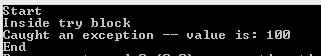 Start
Inside try block
Caught an exception -- value is: 100
End